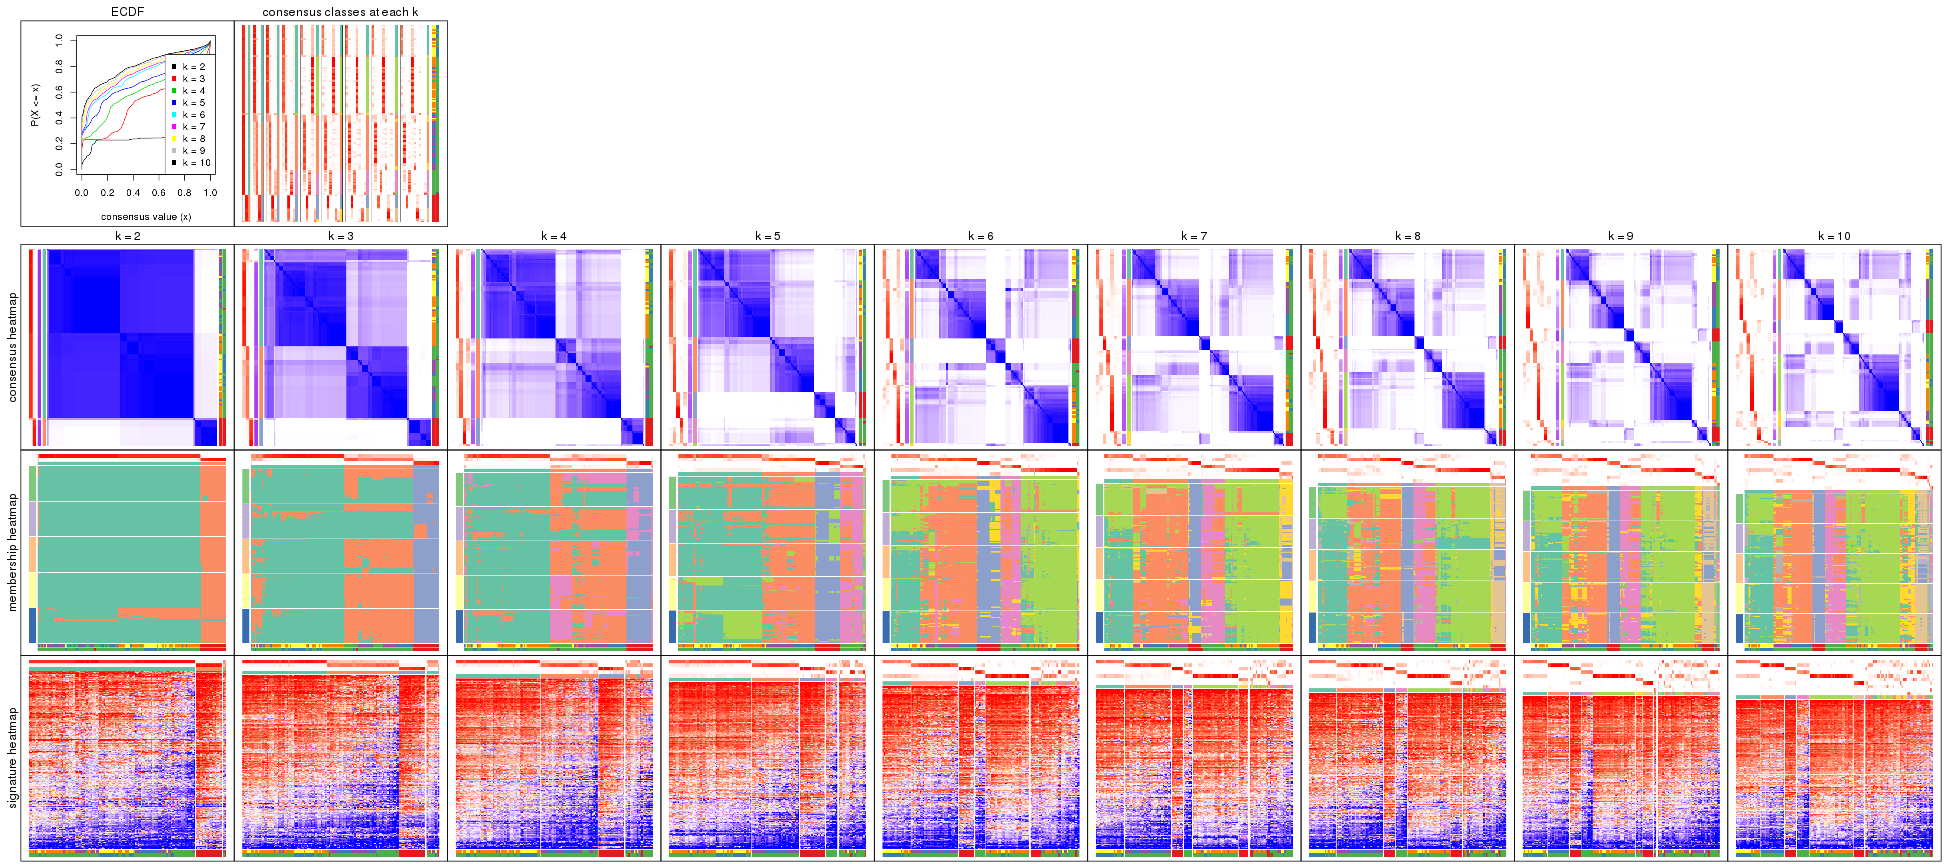 ECDF
consensus classes at each k
P(X <= x)
0.0
0.2
0.4
0.6
0.8
1.0
k = 2
k = 3
k = 4
k = 5
k = 6
k = 7
k = 8
k = 9
k = 10
0.0 0.2 0.4 0.6 0.8 1.0
consensus value (x)
k = 2 k = 3 k = 4 k = 5 k = 6 k = 7 k = 8 k = 9 k = 10
consensus heatmap
membership heatmap
signature heatmap